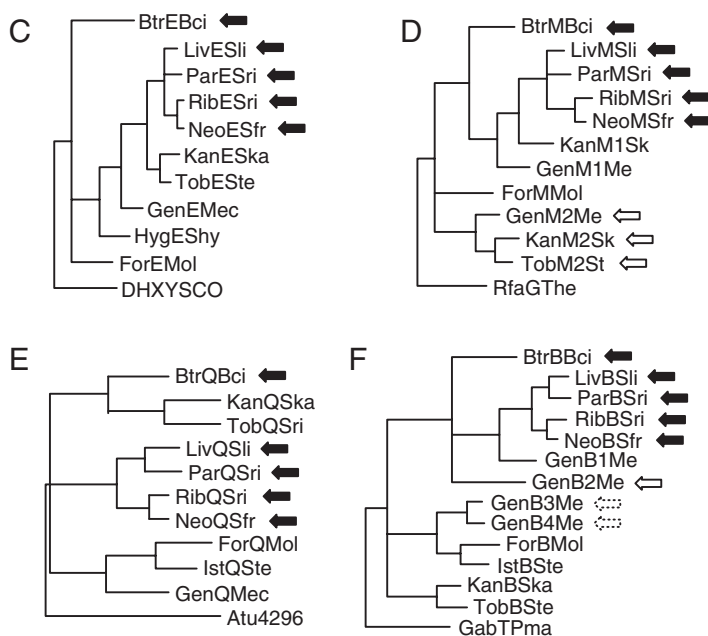 C
BtrEBci
LivESli
ParESri
RibESri
NeoESfr
KanESka
TobESte
GenEMec
HygEShy
ForEMol
DHXYSCO
D
BtrMBci
LivMSli
ParMSri
RibMSri
NeoMSfr
KanM1Sk
GenM1Me
ForMMol
GenM2Me
KanM2Sk
TobM2St
RfaGThe
E
BtrQBci
KanQSka
TobQSri
LivQSli
ParQSri
RibQSri
NeoQSfr
ForQMol
IstQSte
GenQMec
Atu4296
F
BtrBBci
LivBSli
ParBSri
RibBSri
NeoBSfr
GenB1Me
GenB2Me
GenB3Me
GenB4Me
ForBMol
IstBSte
KanBSka
TobBSte
GabTPma